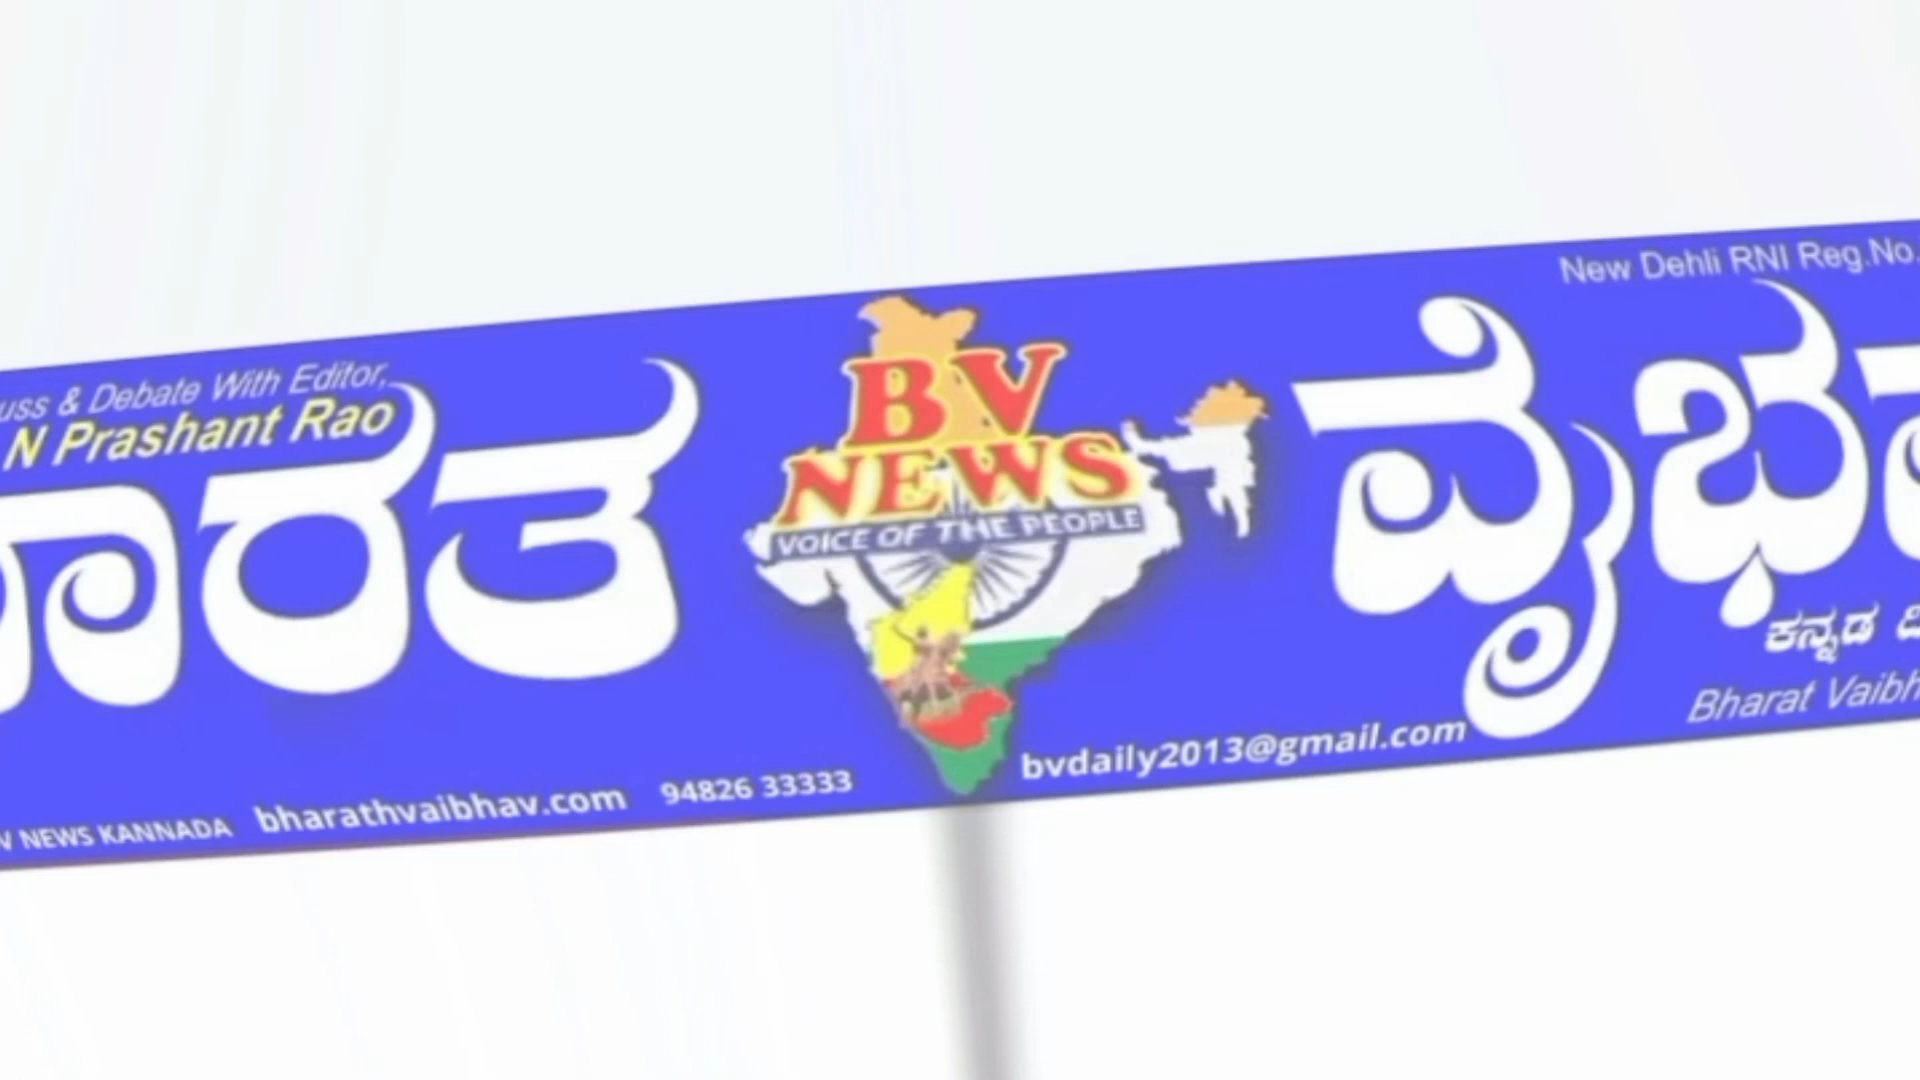 uss & Debate With Editor,
N Prashant Rao
ಾರತ
BV
NEWS
VOICE OF THE PEOPLE
New Dehli RNI Reg.No.
ವೈಭ
ಕನ್ನಡ
Bharat Vaibh
V NEWS KANNADA bharathvaibhav.com 94826 33333 bvdaily2013@gmail.com